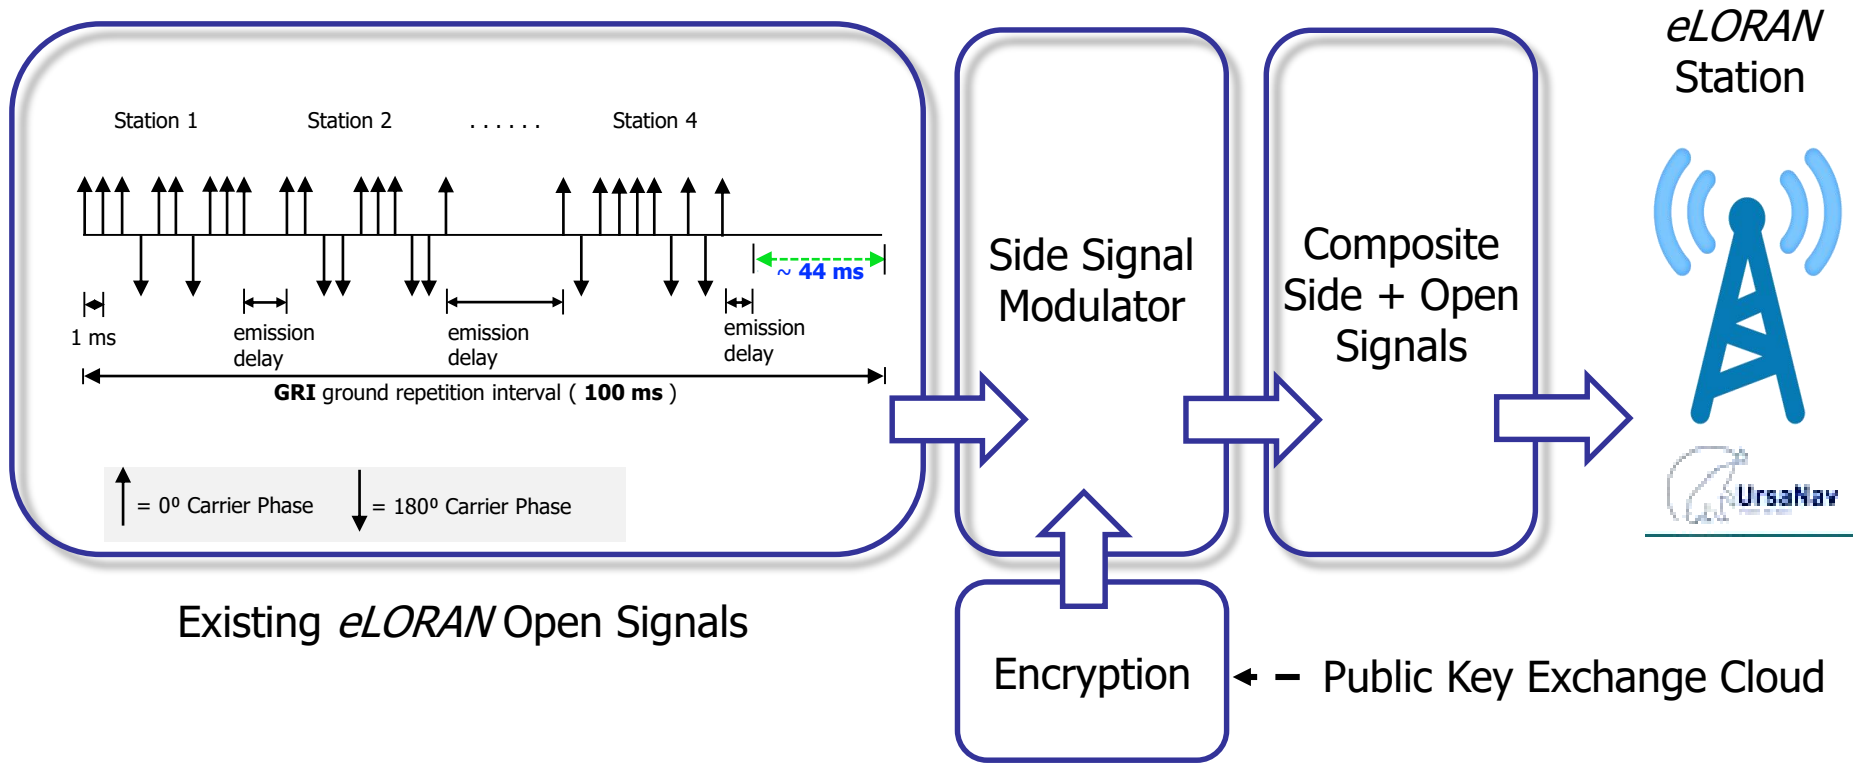 eLORAN
Station
Station 1
Station 2
. . . . . .
Station 4
~ 44 ms
1 ms
emission
delay
emission
delay
emission
delay
GRI ground repetition interval ( 100 ms )
= 0º Carrier Phase
= 180º Carrier Phase
Side Signal
Modulator
Composite
Side + Open
Signals
UrsaNav
Existing eLORAN Open Signals
Encryption
Public Key Exchange Cloud